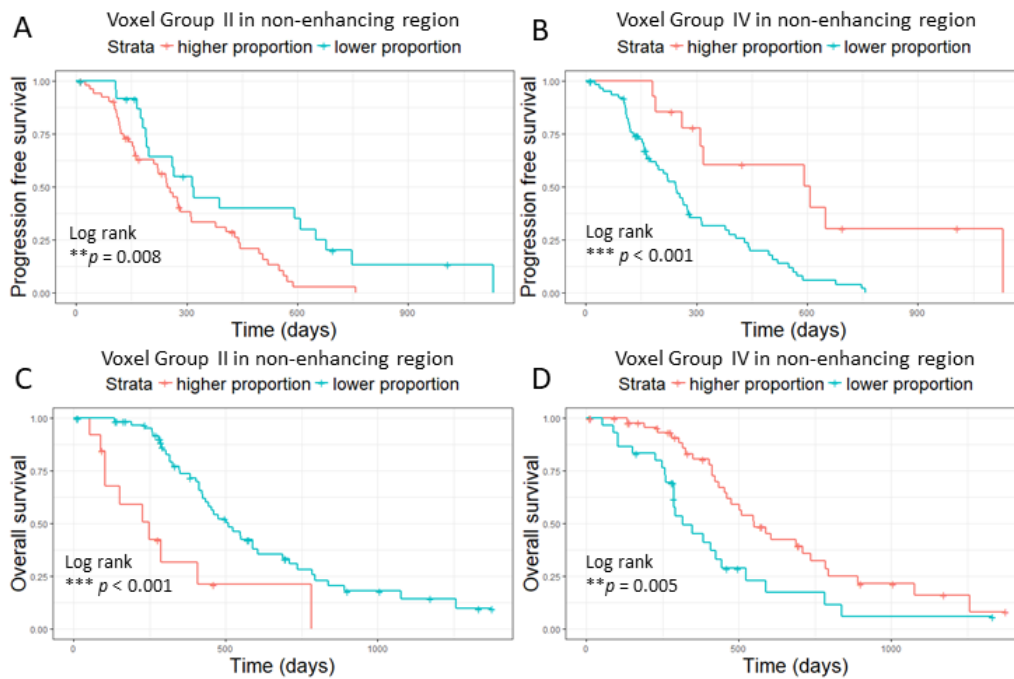 A
Voxel Group II in non-enhancing region
Strata higher proportion lower proportion
Progression free survival
1.00
0.75
0.50
0.25
0.00
Log rank
**p = 0.008
0 300 600 900
Time (days)
B
Voxel Group IV in non-enhancing region
Strata higher proportion lower proportion
Progression free survival
1.00
0.75
0.50
0.25
0.00
Log rank
*** p < 0.001
0 300 600 900
Time (days)
C
Voxel Group II in non-enhancing region
Strata higher proportion lower proportion
Overall survival
1.00
0.75
0.50
0.25
0.00
Log rank
*** p < 0.001
0 500 1000
Time (days)
D
Voxel Group IV in non-enhancing region
Strata higher proportion lower proportion
Overall survival
1.00
0.75
0.50
0.25
0.00
Log rank
**p = 0.005
0 500 1000
Time (days)